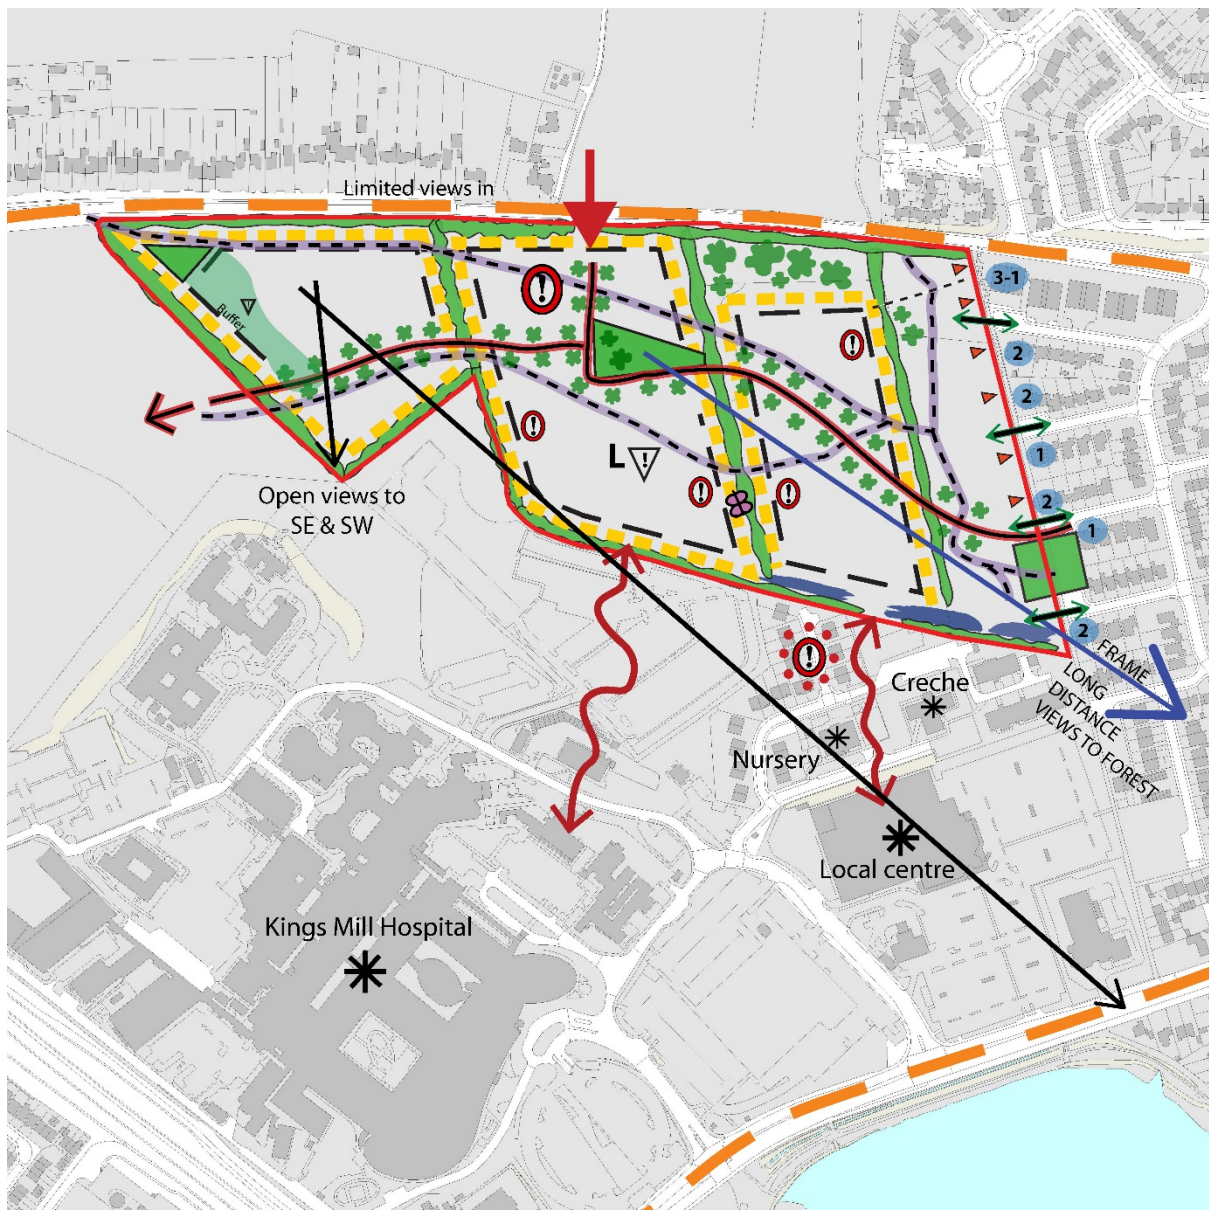 Limited views in
3-1
!
Buffer
!
2
!
2
!
L
!
1
Open views to
SE & SW
!
!
2
1
2
!
FRAME
LONG
DISTANCE
VIEWS TO FOREST
Creche
Nursery
Local centre
Kings Mill Hospital